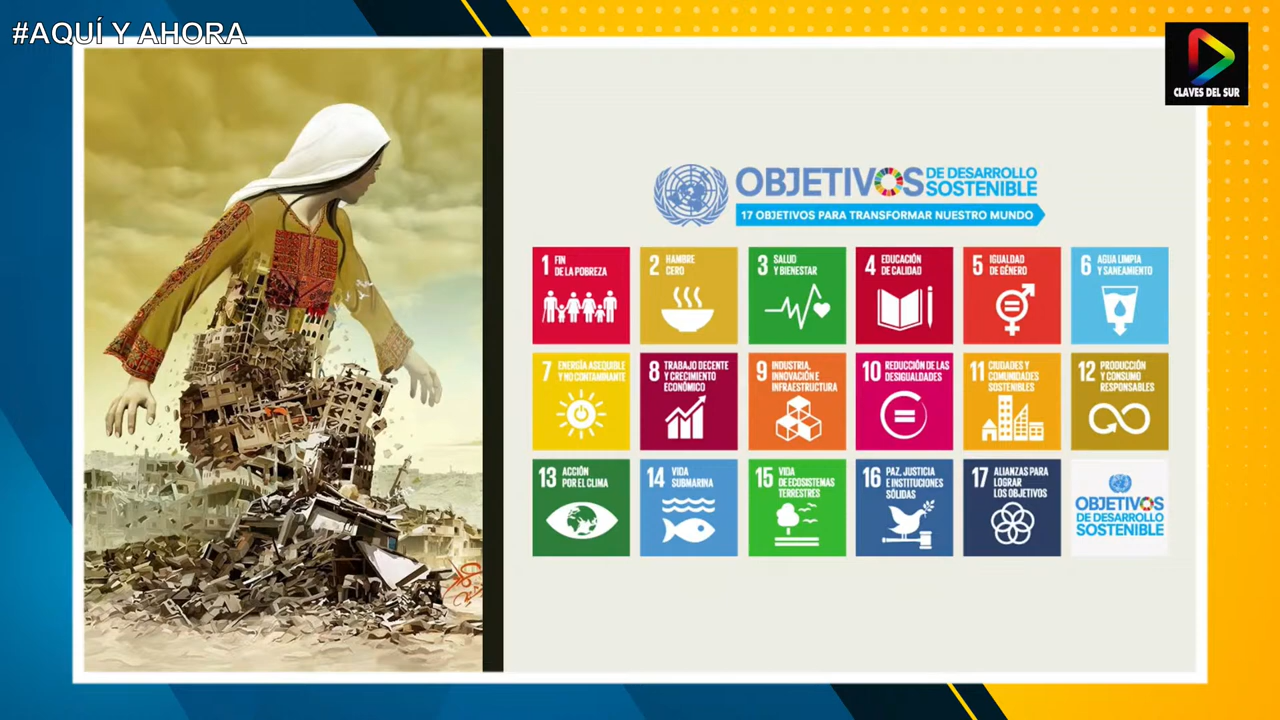 #AQUÍ Y AHORA
CLAVES DEL SUR
OBJETIVOS
DE DESARROLLO
SOSTENIBLE
17 OBJETIVOS PARA TRANSFORMAR NUESTRO MUNDO
1 FIN
DE LA POBREZA
2 HAMBRE
CERO
3 SALUD
Y BIENESTAR
4 EDUCACIÓN
DE CALIDAD
5 IGUALDAD
DE GÉNERO
6 AGUA LIMPIA
Y SANEAMIENTO
7 ENERGÍA ASEQUIBLE
Y NO CONTAMINANTE
8 TRABAJO DECENTE
Y CRECIMIENTO
ECONÓMICO
9 INDUSTRIA,
INNOVACIÓN E
INFRAESTRUCTURA
10 REDUCCIÓN DE LAS
DESIGUALDADES
11 CIUDADES Y
COMUNIDADES
SOSTENIBLES
12 PRODUCCIÓN
Y CONSUMO
RESPONSABLES
13 ACCIÓN
POR EL CLIMA
14 VIDA
SUBMARINA
15 VIDA
DE ECOSISTEMAS
TERRESTRES
16 PAZ, JUSTICIA
E INSTITUCIONES
SÓLIDAS
17 ALIANZAS PARA
LOGRAR
LOS OBJETIVOS
OBJETIVOS
DE DESARROLLO
SOSTENIBLE